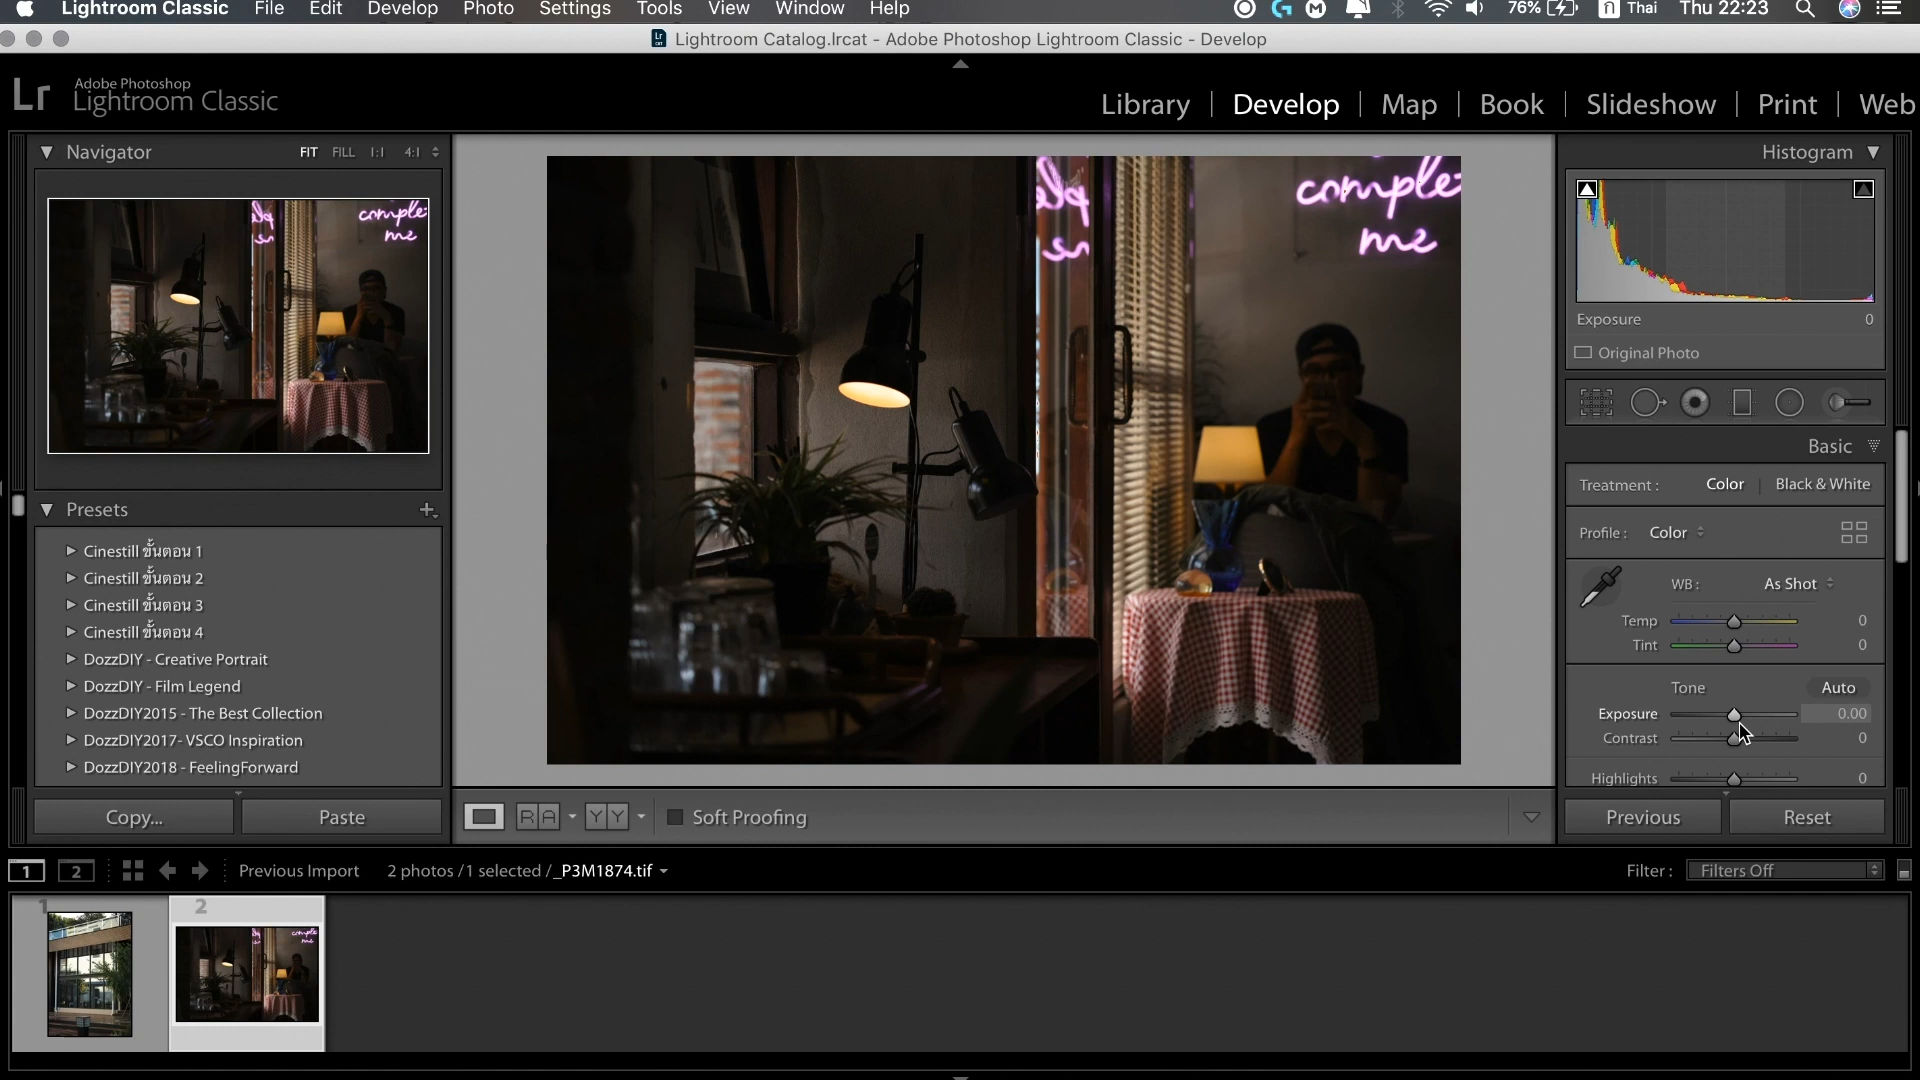 Lightroom Classic File Edit Develop Photo Settings Tools View Window Help 76% ก Thai Thu 22:23
Lr Lightroom Catalog.lrcat - Adobe Photoshop Lightroom Classic - Develop
Lr Adobe Photoshop
Lightroom Classic
Library | Develop | Map | Book | Slideshow | Print | Web
Navigator FIT FILL 1:1 4:1
comple
me
Presets
Cinestill ขั้นตอน 1
Cinestill ขั้นตอน 2
Cinestill ขั้นตอน 3
Cinestill ขั้นตอน 4
DozzDIY - Creative Portrait
DozzDIY - Film Legend
DozzDIY2015 - The Best Collection
DozzDIY2017- VSCO Inspiration
DozzDIY2018 - FeelingForward
Copy... Paste
comple
me
R A Y Y Soft Proofing
Histogram
Exposure 0
Original Photo
Basic
Treatment : Color | Black & White
Profile : Color
WB : As Shot
Temp 0
Tint 0
Tone Auto
Exposure 0.00
Contrast 0
Highlights 0
Previous Reset
1 2 Previous Import 2 photos /1 selected /_P3M1874.tif Filter : Filters Off
1 2
comple
me